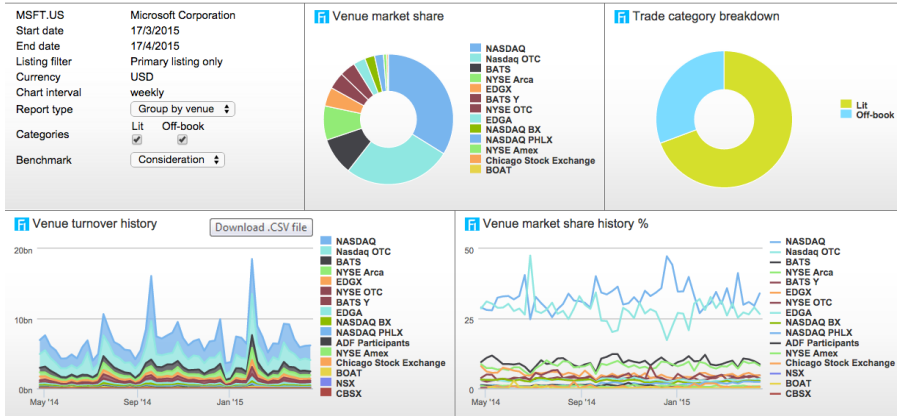 MSFT.US Microsoft Corporation
Start date 17/3/2015
End date 17/4/2015
Listing filter Primary listing only
Currency USD
Chart interval weekly
Report type Group by venue
Lit Off-book
Categories
Benchmark Consideration
Fi Venue market share
NASDAQ
Nasdaq OTC
BATS
NYSE Arca
EDGX
BATS Y
NYSE OTC
EDGA
NASDAQ BX
NASDAQ PHLX
NYSE Amex
Chicago Stock Exchange
BOAT
Fi Trade category breakdown
Lit
Off-book
Fi Venue turnover history
Download .CSV file
20bn
10bn
0bn
May '14 Sep '14 Jan '15
NASDAQ
Nasdaq OTC
BATS
NYSE Arca
EDGX
NYSE OTC
BATS Y
EDGA
NASDAQ BX
NASDAQ PHLX
ADF Participants
NYSE Amex
Chicago Stock Exchange
BOAT
NSX
CBSX
Fi Venue market share history %
50
25
0
May '14 Sep '14 Jan '15
NASDAQ
Nasdaq OTC
BATS
NYSE Arca
BATS Y
EDGX
NYSE OTC
EDGA
NASDAQ BX
NASDAQ PHLX
ADF Participants
NYSE Amex
Chicago Stock Exchange
NSX
BOAT
CBSX